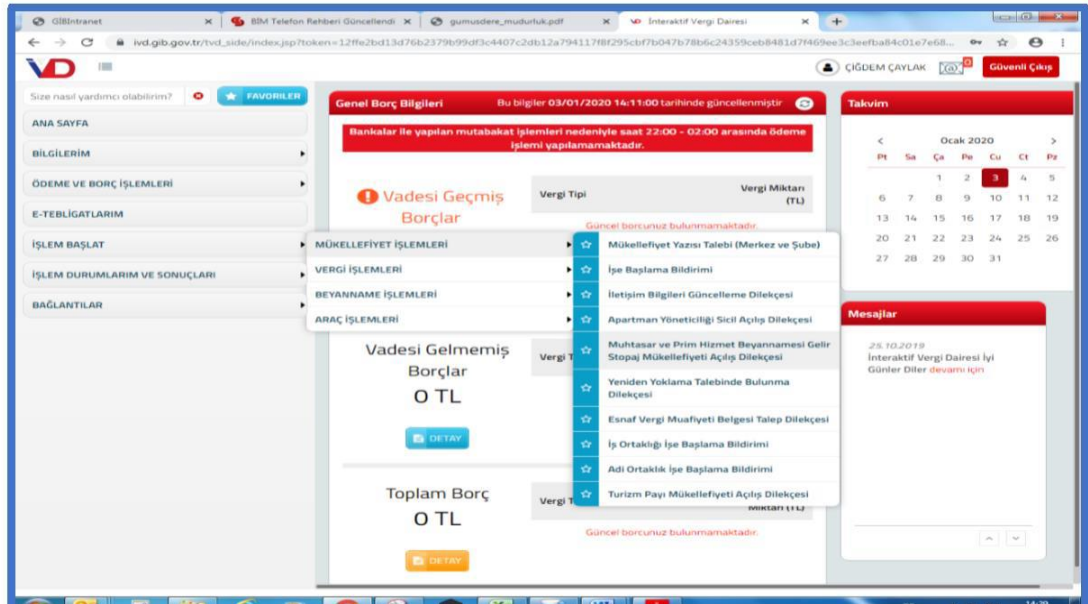 GİBIntranet
BİM Telefon Rehberi Güncellendi
gumusdere_mudurluk.pdf
İnteraktif Vergi Dairesi
ivd.gib.gov.tr/tvd_side/index.jsp?token=12ffe2bd13d76b2379b99df3c4407c2db12a794117f8f295cbf7b047b78b6c24359ceb8481d7f469ee3c3eefba84c01e7e68...
VD
ÇİĞDEM ÇAYLAK
Güvenli Çıkış
Size nasıl yardımcı olabilirim?
FAVORILER
ANA SAYFA
BİLGİLERİM
ÖDEME VE BORÇ İŞLEMLERİ
E-TEBLİGATLARIM
İŞLEM BAŞLAT
İŞLEM DURUMLARIM VE SONUÇLARI
BAĞLANTILAR
MÜKELLEFİYET İŞLEMLERİ
VERGİ İŞLEMLERİ
BEYANNAME İŞLEMLERİ
ARAÇ İŞLEMLERİ
Mükellefiyet Yazısı Talebi (Merkez ve Şube)
İşe Başlama Bildirimi
İletişim Bilgileri Güncelleme Dilekçesi
Apartman Yöneticiliği Sicil Açılış Dilekçesi
Muhtasar ve Prim Hizmet Beyannamesi Gelir
Stopaj Mükellefiyeti Açılış Dilekçesi
Yeniden Yoklama Talebinde Bulunma
Dilekçesi
Esnaf Vergi Muafiyeti Belgesi Talep Dilekçesi
İş Ortaklığı İşe Başlama Bildirimi
Adi Ortaklık İşe Başlama Bildirimi
Turizm Payı Mükellefiyeti Açılış Dilekçesi
Genel Borç Bilgileri
Bu bilgiler 03/01/2020 14:11:00 tarihinde güncellenmiştir
Bankalar ile yapılan mutabakat işlemleri nedeniyle saat 22:00 - 02:00 arasında ödeme
işlemi yapılamamaktadır.
Vadesi Geçmiş
Borçlar
Vergi Tipi
Vergi Miktarı
(TL)
Güncel borcunuz bulunmamaktadır.
Vadesi Gelmemiş
Borçlar
0 TL
Vergi T
DETAY
Toplam Borç
0 TL
Vergi T
Miktarı (TL)
Güncel borcunuz bulunmamaktadır.
DETAY
Takvim
Ocak 2020
Pt Sa Ça Pe Cu Ct Pz
1 2 3 4 5
6 7 8 9 10 11 12
13 14 15 16 17 18 19
20 21 22 23 24 25 26
27 28 29 30 31
Mesajlar
25.10.2019
İnteraktif Vergi Dairesi İyi
Günler Diler devamı için
14:20